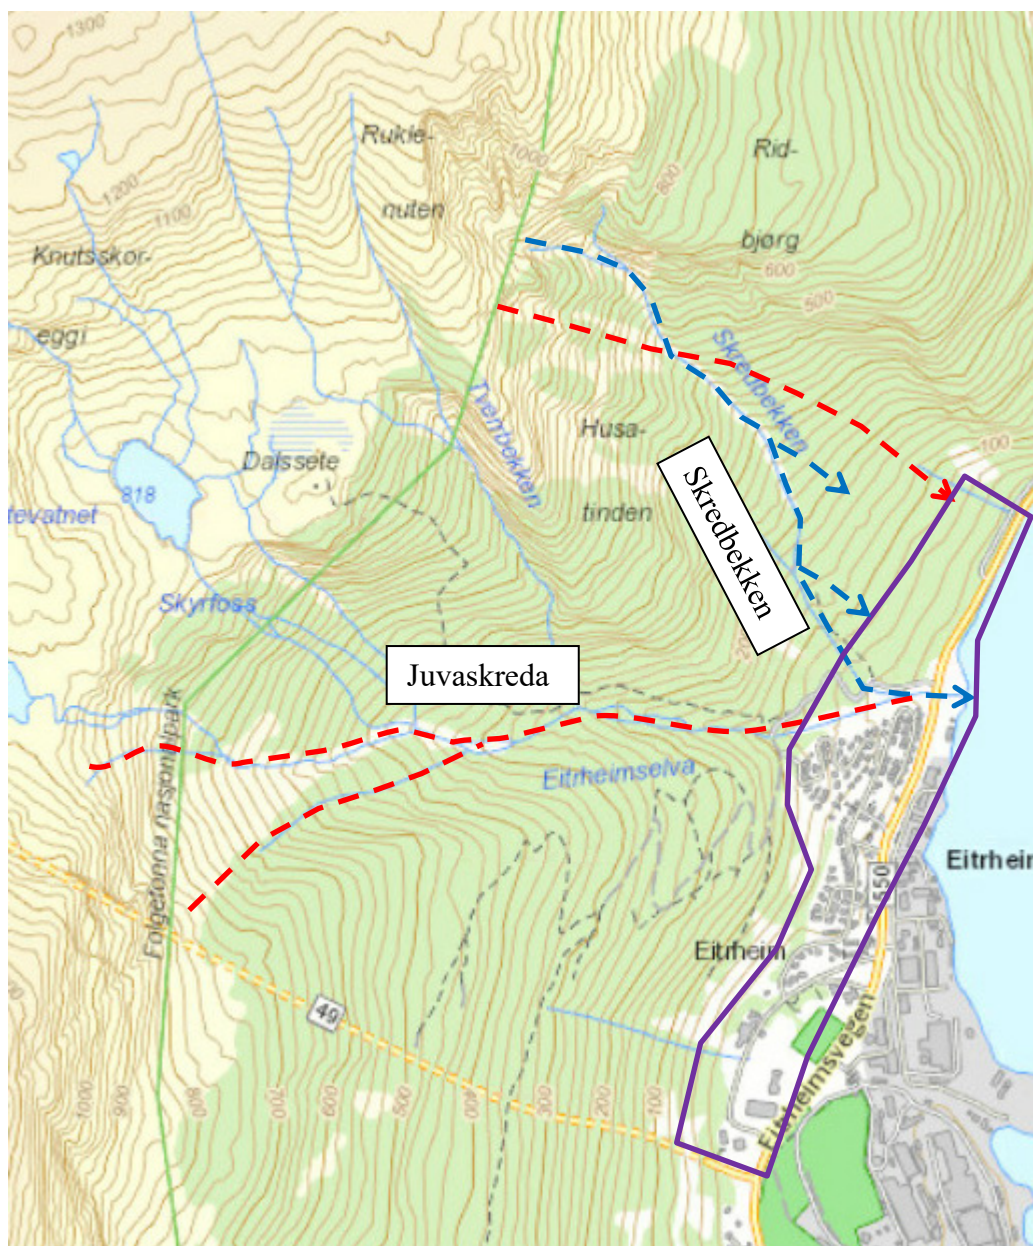 1300
Rukle-
1000
Rid-
800
1200
1100
nuten
Knutsskor-
bjørg
600
500
eggi
Skredbekken
Tverrbekken
Husa-
100
Dalssete
818
tevatnet
tinden
Skredbekken
Skyrfoss
Juvaskreda
Folgefonna nasjonalpark
Eitrheimselva
550
Eitrheim
Eitrheim
49
Eitrheimsvegen
1000
900
800
700
600
500
400
300
200
100